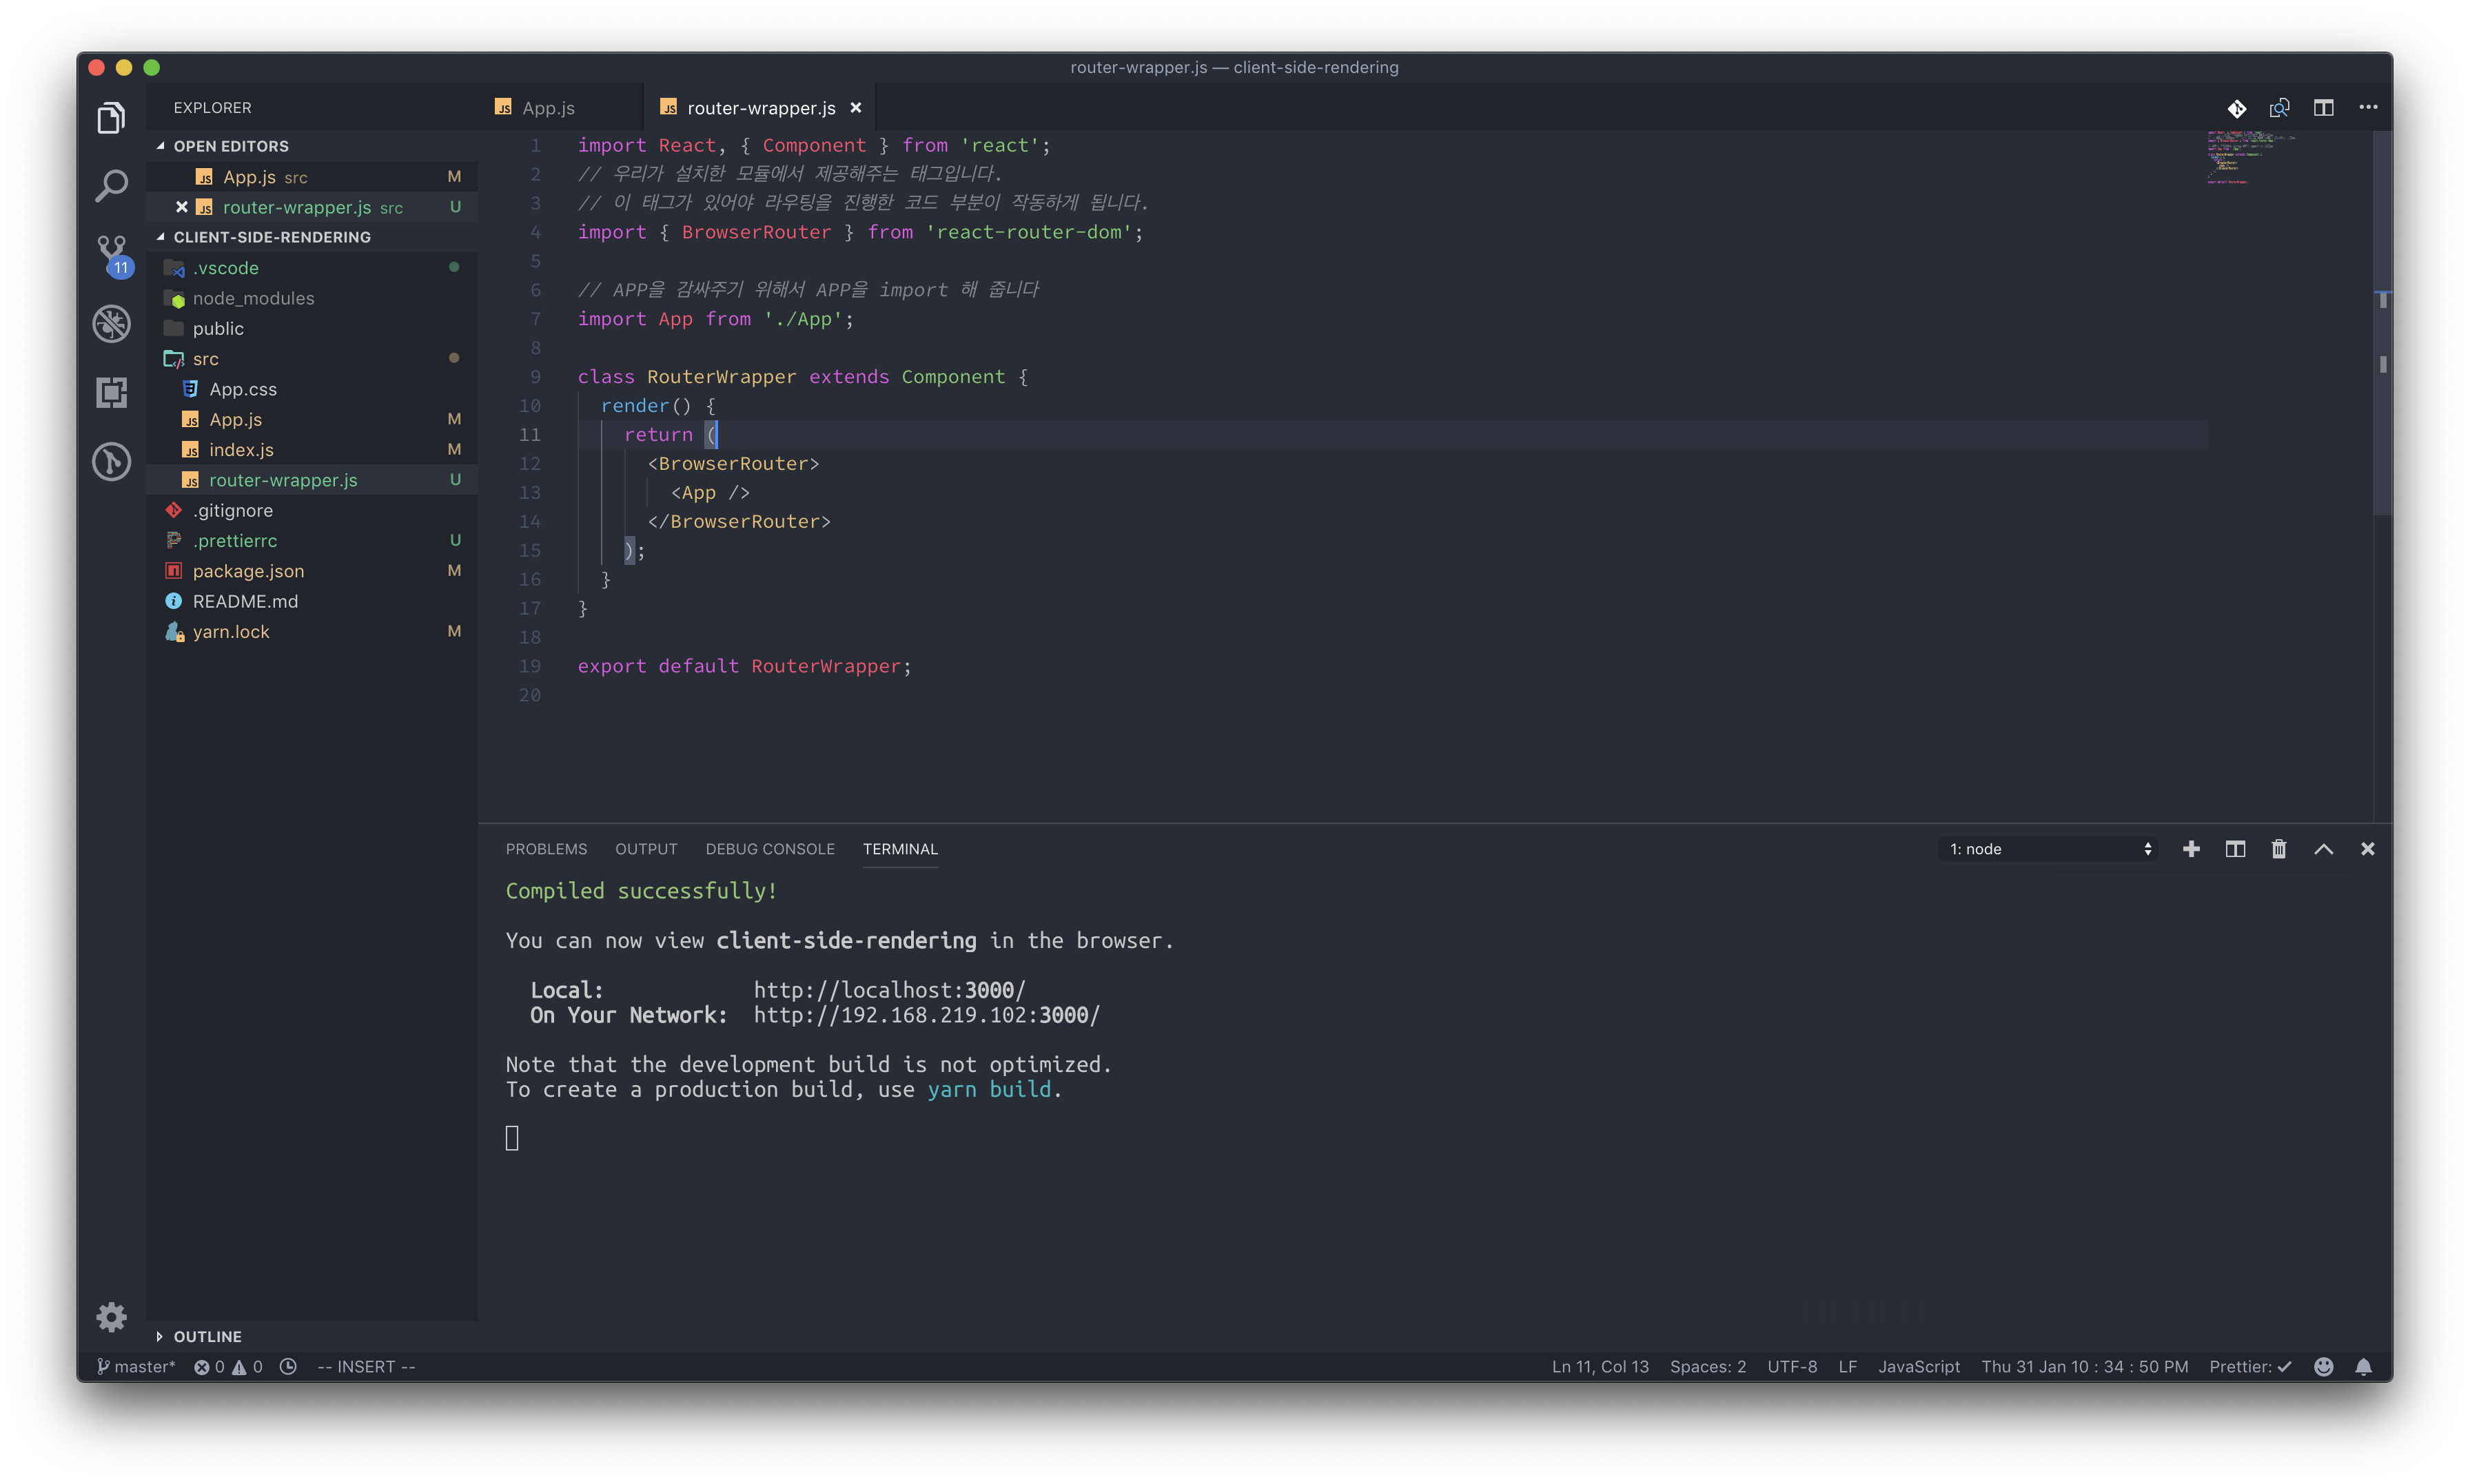 router-wrapper.js — client-side-rendering
EXPLORER
OPEN EDITORS
App.js src M
router-wrapper.js src U
CLIENT-SIDE-RENDERING
11
.vscode
node_modules
public
src
App.css
App.js M
index.js M
router-wrapper.js U
.gitignore
.prettierrc U
package.json M
README.md
yarn.lock M
OUTLINE
App.js
router-wrapper.js
1 import React, { Component } from 'react';
2 // 우리가 설치한 모듈에서 제공해주는 태그입니다.
3 // 이 태그가 있어야 라우팅을 진행한 코드 부분이 작동하게 됩니다.
4 import { BrowserRouter } from 'react-router-dom';
5
6 // APP을 감싸주기 위해서 APP을 import 해 줍니다
7 import App from './App';
8
9 class RouterWrapper extends Component {
10 render() {
11 return (
12 <BrowserRouter>
13 <App />
14 </BrowserRouter>
15 );
16 }
17 }
18
19 export default RouterWrapper;
20
PROBLEMS OUTPUT DEBUG CONSOLE TERMINAL
1: node
Compiled successfully!
You can now view client-side-rendering in the browser.
Local: http://localhost:3000/
On Your Network: http://192.168.219.102:3000/
Note that the development build is not optimized.
To create a production build, use yarn build.
master* 0 0 -- INSERT --
Ln 11, Col 13 Spaces: 2 UTF-8 LF JavaScript Thu 31 Jan 10 : 34 : 50 PM Prettier: ✓